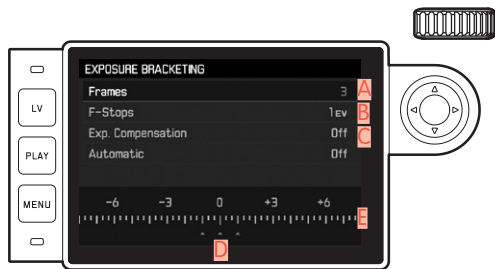 EXPOSURE BRACKETING
Frames 3 A
F-Stops 1EV B
Exp. Compensation Off C
Automatic Off
-6 -3 0 +3 +6
E
D
LV
PLAY
MENU